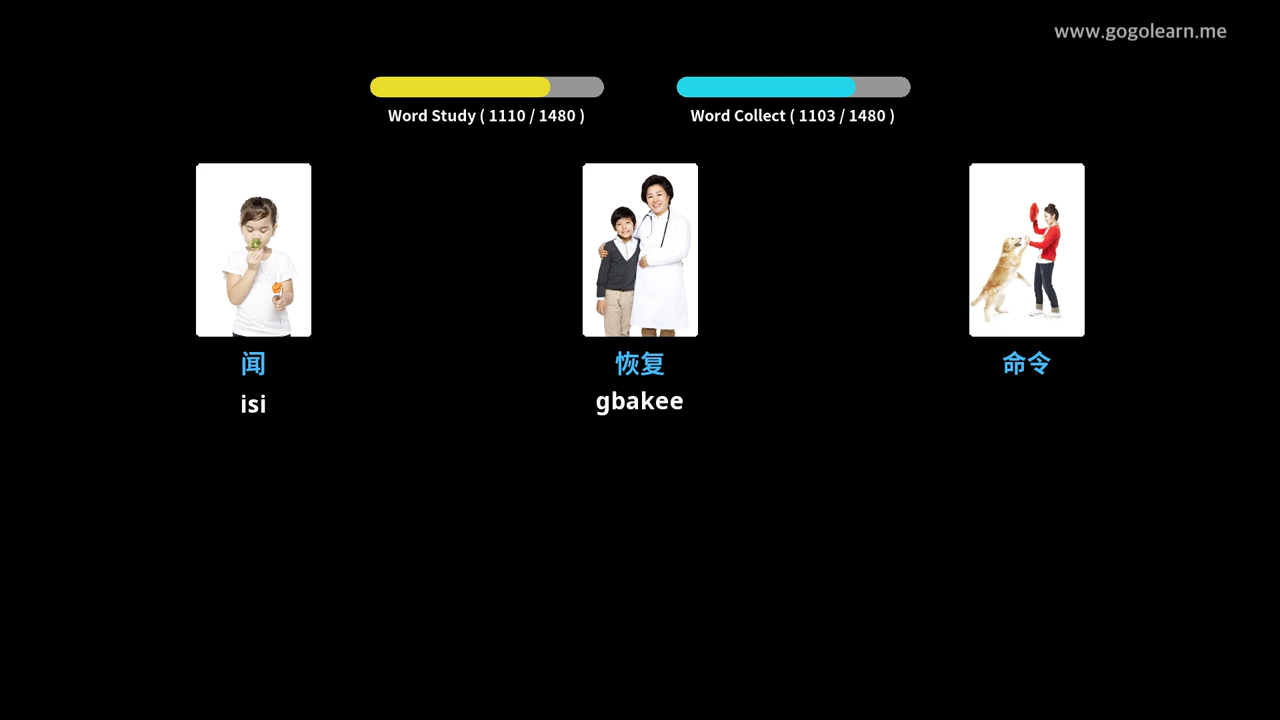 www.gogolearn.me
Word Study ( 1110 / 1480 )
Word Collect ( 1103 / 1480 )
闻
恢复
命令
isi
gbakee